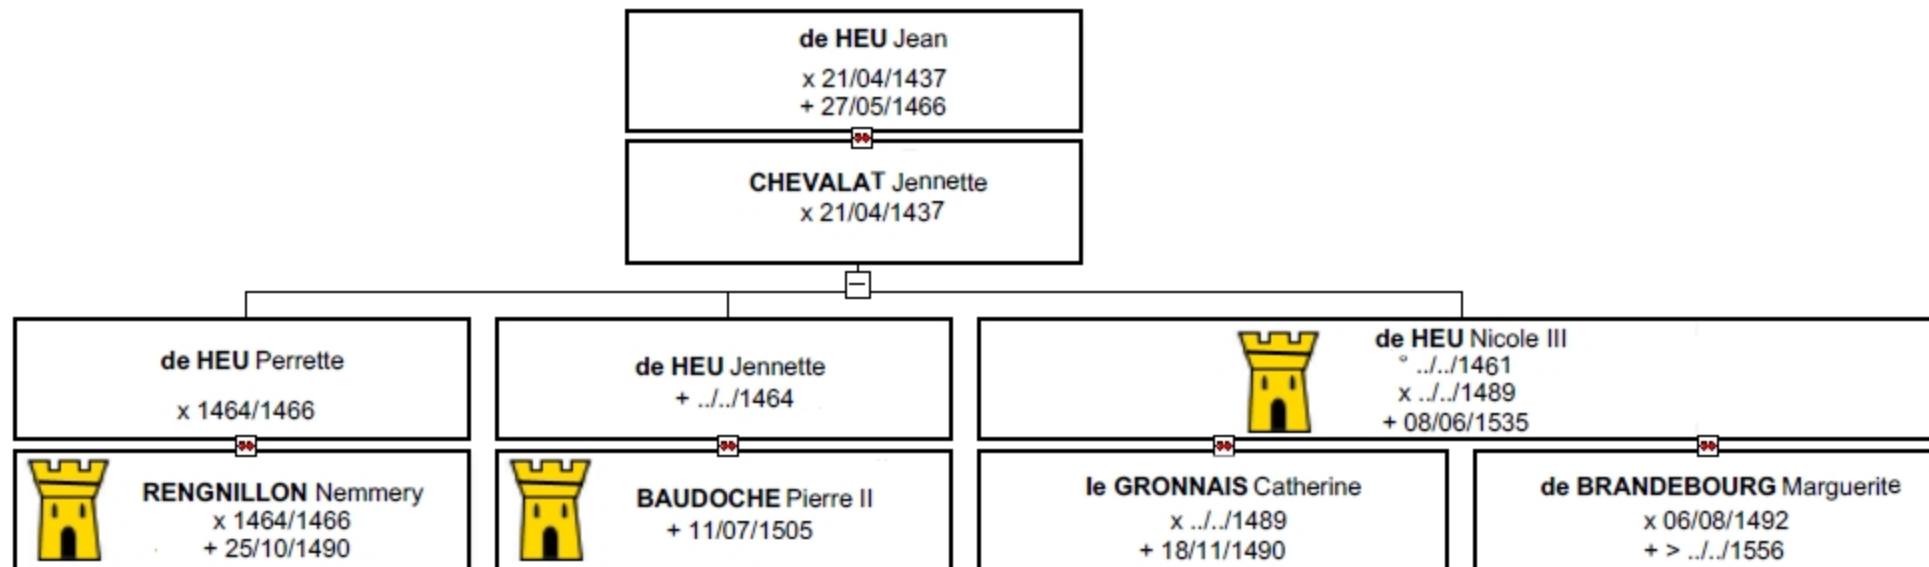 de HEU Jean
x 21/04/1437
+ 27/05/1466
CHEVALAT Jennette
x 21/04/1437
de HEU Perrette
x 1464/1466
RENGNILLON Nemmery
x 1464/1466
+ 25/10/1490
de HEU Jennette
+ ../../1464
BAUDOCHE Pierre II
+ 11/07/1505
de HEU Nicole III
° ../../1461
x ../../1489
+ 08/06/1535
le GRONNAIS Catherine
x ../../1489
+ 18/11/1490
de BRANDEBOURG Marguerite
x 06/08/1492
+ > ../../1556